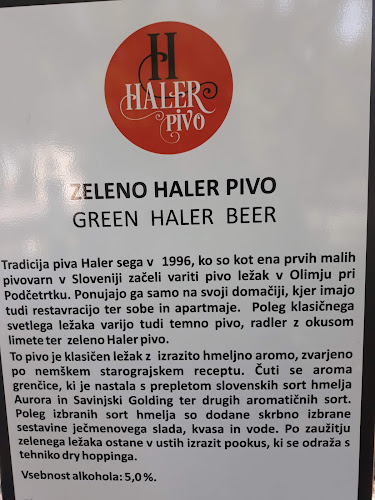 H
HALER
PIVO
ZELENO HALER PIVO
GREEN HALER BEER
Tradicija piva Haler sega v 1996, ko so kot ena prvih malih
pivovarn v Sloveniji začeli variti pivo ležak v Olimju pri
Podčetrtku. Ponujajo ga samo na svoji domačiji, kjer imajo
tudi restavracijo ter sobe in apartmaje. Poleg klasičnega
svetlega ležaka varijo tudi temno pivo, radler z okusom
limete ter zeleno Haler pivo.
To pivo je klasičen ležak z izrazito hmeljno aromo, zvarjeno
po nemškem starograjskem receptu. Čuti se aroma
grenčice, ki je nastala s prepletom slovenskih sort hmelja
Aurora in Savinjski Golding ter drugih aromatičnih sort.
Poleg izbranih sort hmelja so dodane skrbno izbrane
sestavine ječmenovega slada, kvasa in vode. Po zaužitju
zelenega ležaka ostane v ustih izrazit pookus, ki se odraža s
tehniko dry hoppinga.
Vsebnost alkohola: 5,0 %.